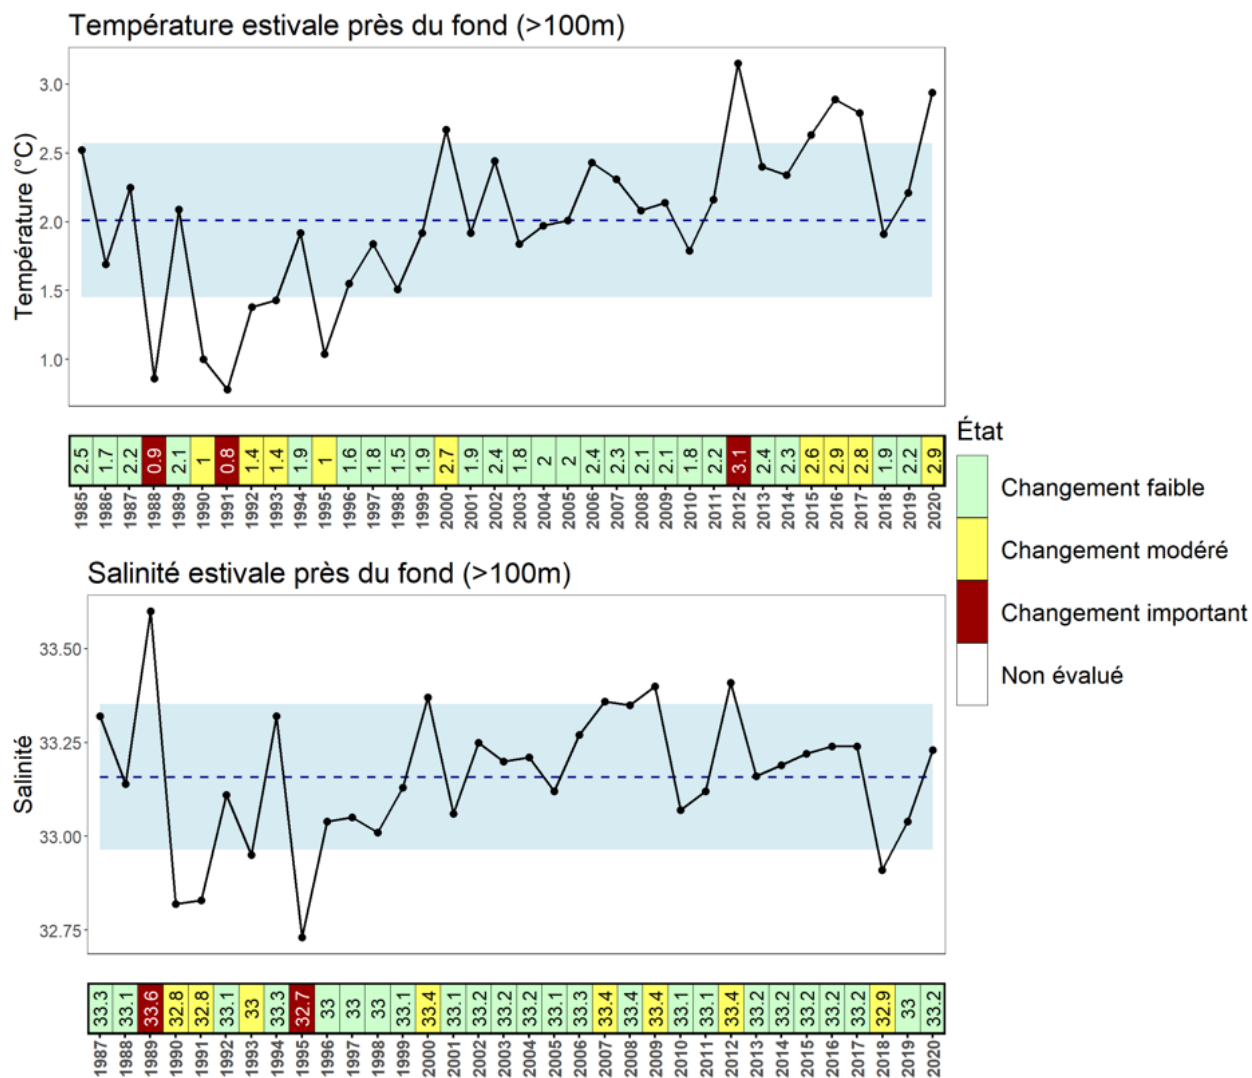 Température estivale près du fond (>100m)
Température (°C)
3.0
2.5
2.0
1.5
1.0
2.5 1.7 2.2 0.9 2.1 1 0.8 1.4 1.4 1.9 1 1.6 1.8 1.5 1.9 2.7 1.9 2.4 1.8 2 2 2.4 2.3 2.1 2.1 1.8 2.2 3.1 2.4 2.3 2.6 2.9 2.8 1.9 2.2 2.9
1985 1986 1987 1988 1989 1990 1991 1992 1993 1994 1995 1996 1997 1998 1999 2000 2001 2002 2003 2004 2005 2006 2007 2008 2009 2010 2011 2012 2013 2014 2015 2016 2017 2018 2019 2020
État
Changement faible
Changement modéré
Changement important
Non évalué
Salinité estivale près du fond (>100m)
Salinité
33.50
33.25
33.00
32.75
33.3 33.1 33.6 32.8 32.8 33.1 33 33.3 32.7 33 33 33 33.1 33.4 33.1 33.2 33.2 33.2 33.1 33.3 33.4 33.4 33.4 33.1 33.1 33.4 33.2 33.2 33.2 33.2 33.2 32.9 33 33.2
1987 1988 1989 1990 1991 1992 1993 1994 1995 1996 1997 1998 1999 2000 2001 2002 2003 2004 2005 2006 2007 2008 2009 2010 2011 2012 2013 2014 2015 2016 2017 2018 2019 2020